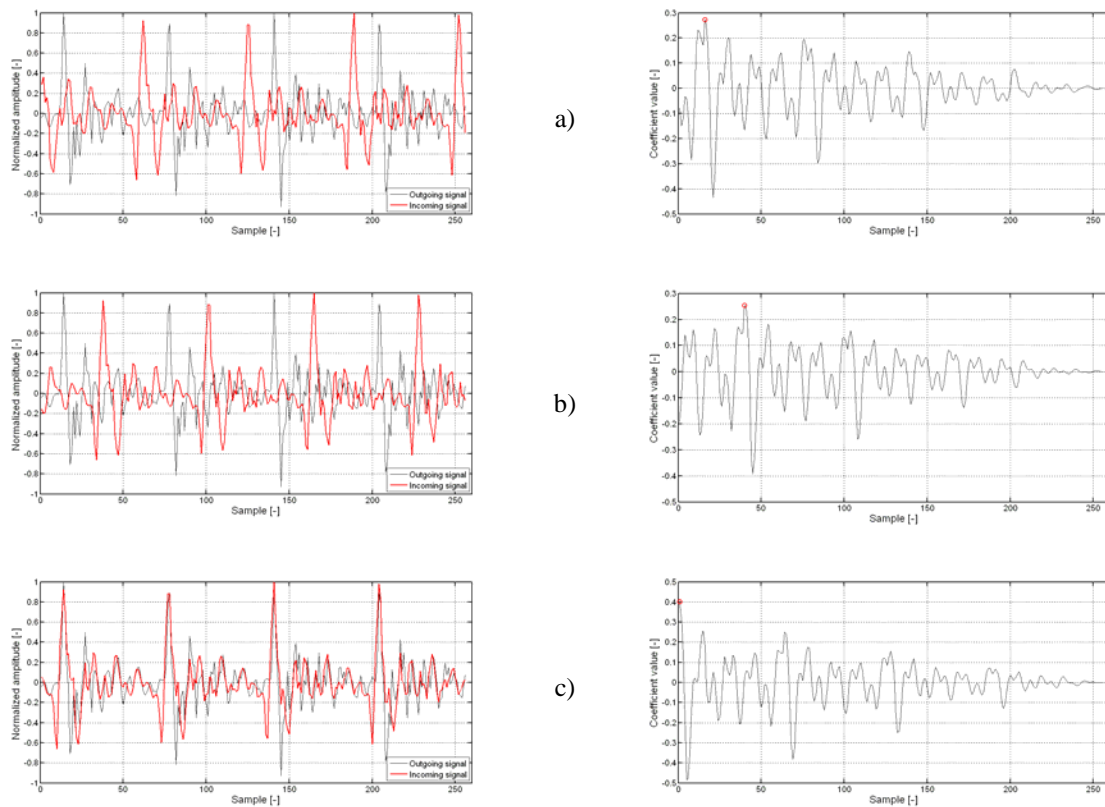 Normalized amplitude [-]
1
0.8
0.6
0.4
0.2
0
-0.2
-0.4
-0.6
-0.8
-1
0 50 100 150 200 250
Sample [-]
Outgoing signal
Incoming signal
a)
Coefficient value [-]
0.3
0.2
0.1
0
-0.1
-0.2
-0.3
-0.4
-0.5
0 50 100 150 200 250
Sample [-]
Normalized amplitude [-]
1
0.8
0.6
0.4
0.2
0
-0.2
-0.4
-0.6
-0.8
-1
0 50 100 150 200 250
Sample [-]
Outgoing signal
Incoming signal
b)
Coefficient value [-]
0.3
0.2
0.1
0
-0.1
-0.2
-0.3
-0.4
-0.5
0 50 100 150 200 250
Sample [-]
Normalized amplitude [-]
1
0.8
0.6
0.4
0.2
0
-0.2
-0.4
-0.6
-0.8
-1
0 50 100 150 200 250
Sample [-]
Outgoing signal
Incoming signal
c)
Coefficient value [-]
0.5
0.4
0.3
0.2
0.1
0
-0.1
-0.2
-0.3
-0.4
-0.5
0 50 100 150 200 250
Sample [-]